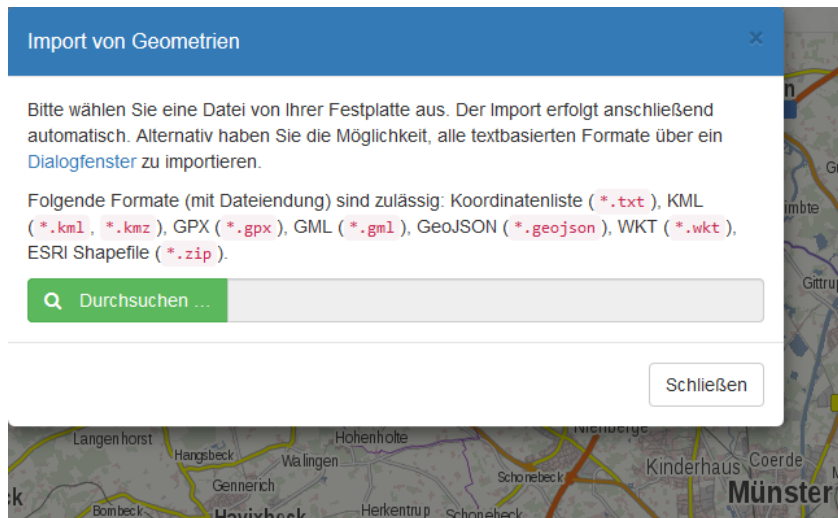 Import von Geometrien ×
Bitte wählen Sie eine Datei von Ihrer Festplatte aus. Der Import erfolgt anschließend
automatisch. Alternativ haben Sie die Möglichkeit, alle textbasierten Formate über ein
Dialogfenster zu importieren.
Folgende Formate (mit Dateiendung) sind zulässig: Koordinatenliste ( *.txt ), KML
( *.kml , *.kmz ), GPX ( *.gpx ), GML ( *.gml ), GeoJSON ( *.geojson ), WKT ( *.wkt ),
ESRI Shapefile ( *.zip ).
Durchsuchen ...
Schließen
Gittrup
Langenhorst
Hohenholte
Nienberge
Hangsbeck
Walingen
Schonebeck
Kinderhaus
Coerde
Gennerich
Münster
Bombeck
Havixbeck
Herkentrup
Schonebeck